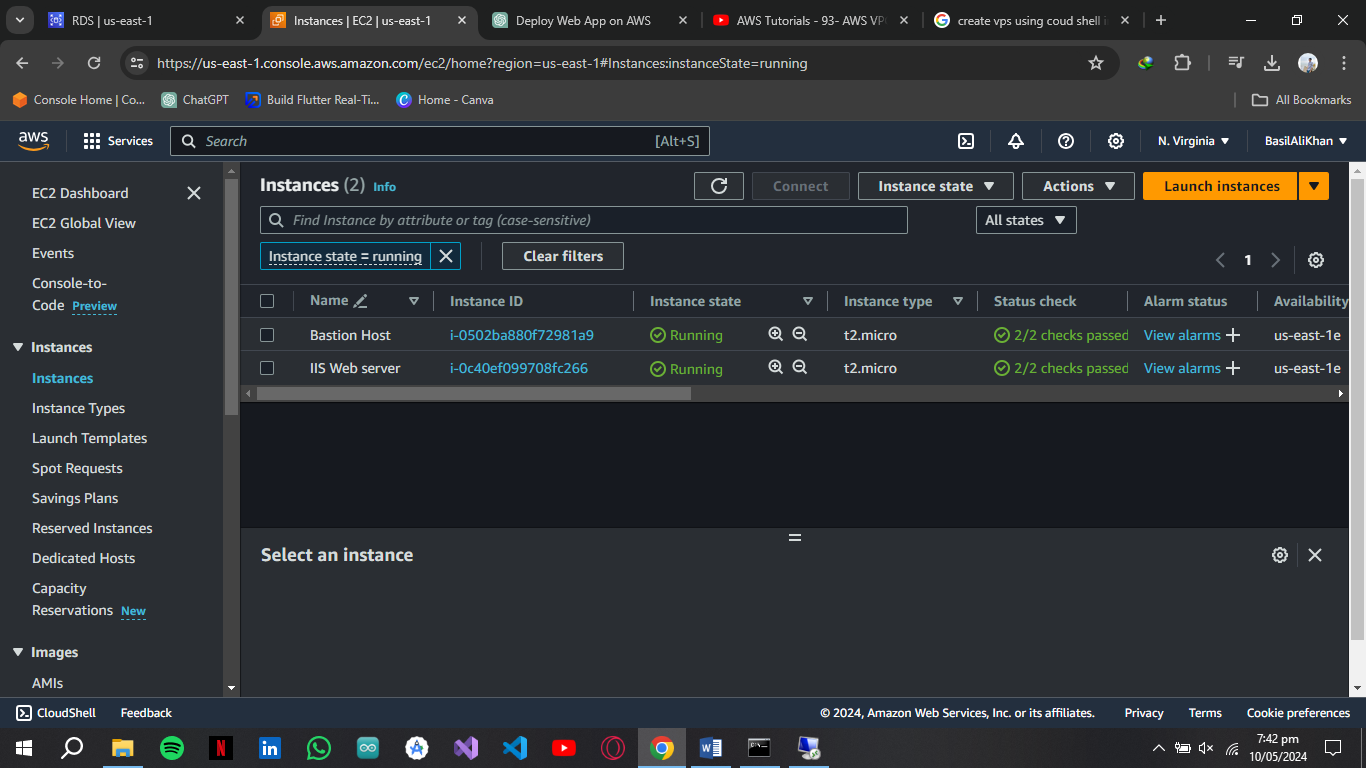 RDS | us-east-1
Instances | EC2 | us-east-1
Deploy Web App on AWS
AWS Tutorials - 93- AWS VP
create vps using coud shell i
https://us-east-1.console.aws.amazon.com/ec2/home?region=us-east-1#Instances:instanceState=running
Console Home | Co...
ChatGPT
Build Flutter Real-Ti...
Home - Canva
All Bookmarks
aws
Services
Search
[Alt+S]
N. Virginia
BasilAliKhan
EC2 Dashboard
EC2 Global View
Events
Console-to-
Code Preview
Instances
Instances
Instance Types
Launch Templates
Spot Requests
Savings Plans
Reserved Instances
Dedicated Hosts
Capacity
Reservations New
Images
AMIs
Instances (2) Info
Connect
Instance state
Actions
Launch instances
Find Instance by attribute or tag (case-sensitive)
All states
Instance state = running
Clear filters
1
Name
Instance ID
Instance state
Instance type
Status check
Alarm status
Availability
Bastion Host i-0502ba880f72981a9 Running t2.micro 2/2 checks passed View alarms us-east-1e
IIS Web server i-0c40ef099708fc266 Running t2.micro 2/2 checks passed View alarms us-east-1e
Select an instance
CloudShell
Feedback
© 2024, Amazon Web Services, Inc. or its affiliates.
Privacy
Terms
Cookie preferences
7:42 pm
10/05/2024